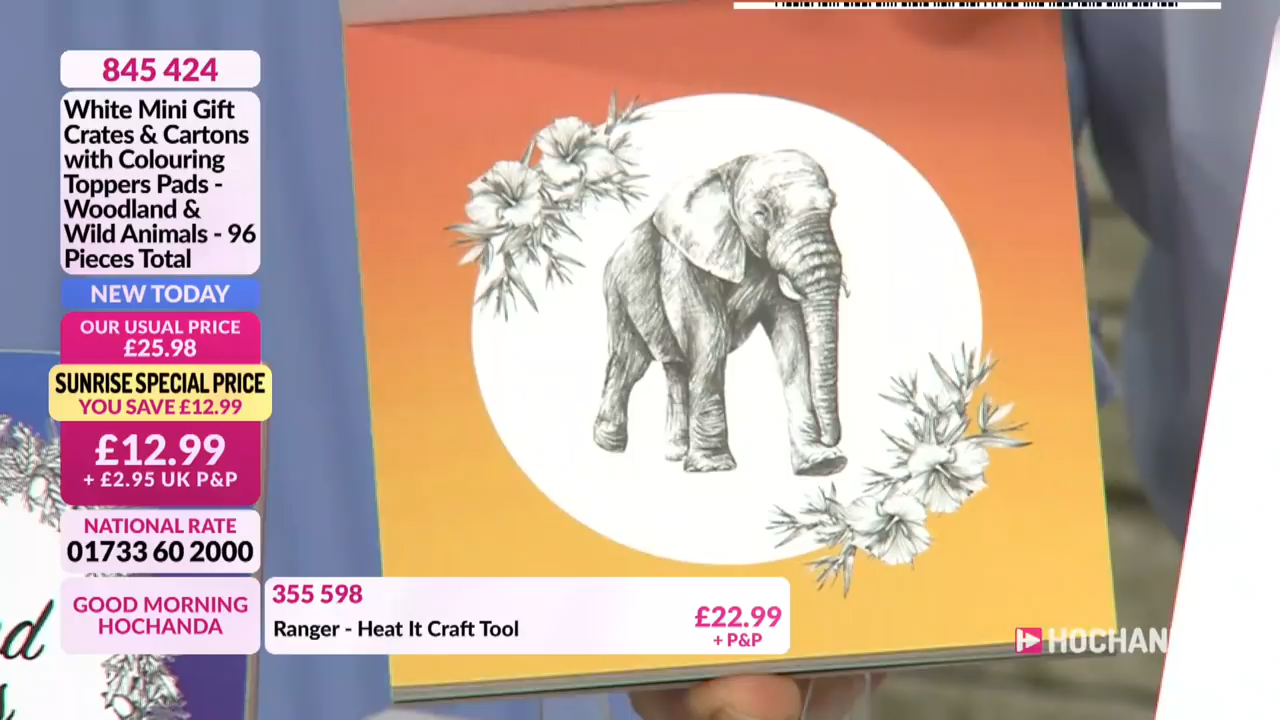 845 424
White Mini Gift
Crates & Cartons
with Colouring
Toppers Pads -
Woodland &
Wild Animals - 96
Pieces Total
NEW TODAY
OUR USUAL PRICE
£25.98
SUNRISE SPECIAL PRICE
YOU SAVE £12.99
£12.99
+ £2.95 UK P&P
NATIONAL RATE
01733 60 2000
GOOD MORNING
HOCHANDA
355 598
Ranger - Heat It Craft Tool
£22.99
+ P&P
HOCHAN